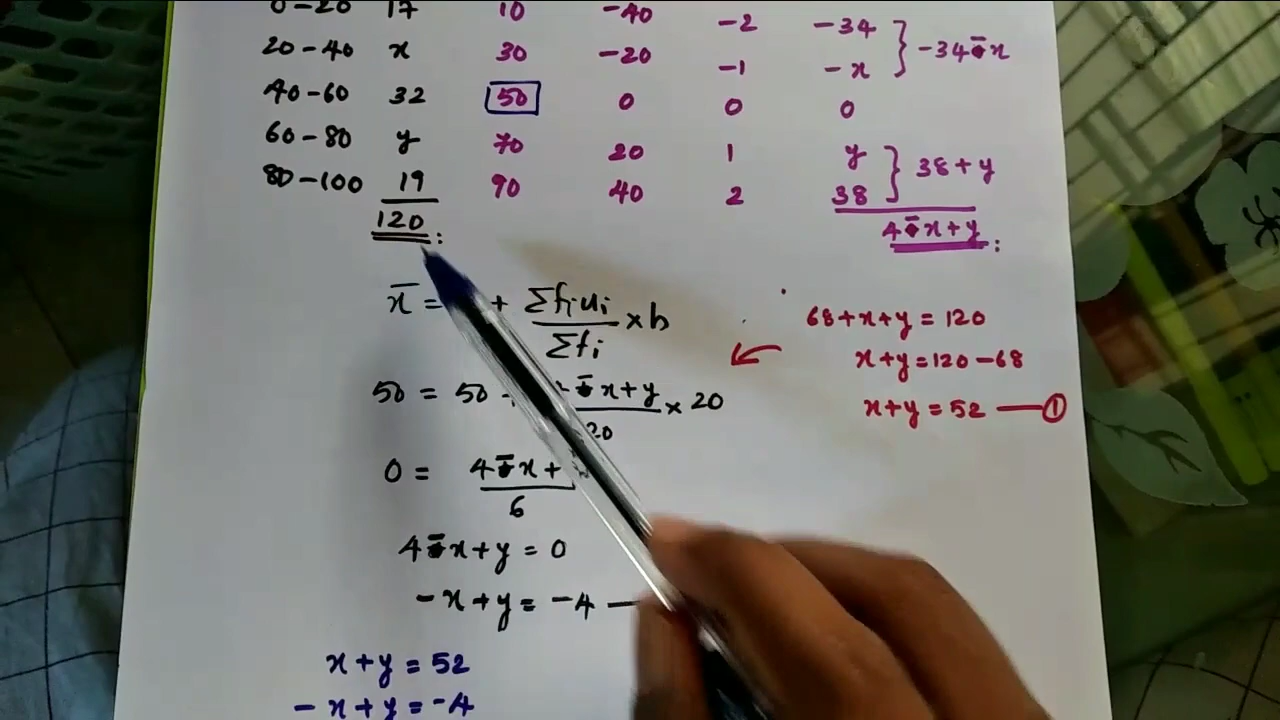 0-20 17 10 -40 -2 -34
20-40 x 30 -20 -1 -x } -34-x
40-60 32 50 0 0 0
60-80 y 70 20 1 y
80-100 19 90 40 2 38 } 38+y
120 4-x+y
x̄ = + Σfiui/Σfi × h
68+x+y = 120
x+y = 120-68
x+y = 52 — ①
50 = 50 x+y/20 × 20
0 = 4-x+/6
4-x+y = 0
-x+y = -4 —
x+y = 52
-x+y = -4